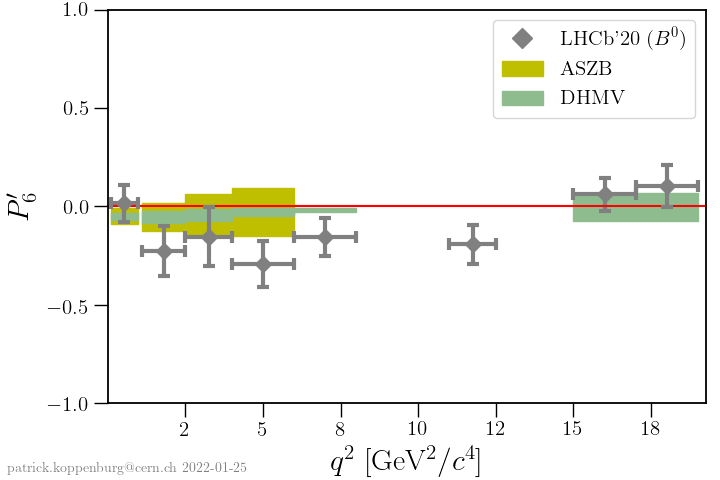 1.0
0.5
0.0
−0.5
−1.0
P′6
LHCb’20 (B⁰)
ASZB
DHMV
2 5 8 10 12 15 18
q² [GeV²/c⁴]
patrick.koppenburg@cern.ch 2022-01-25